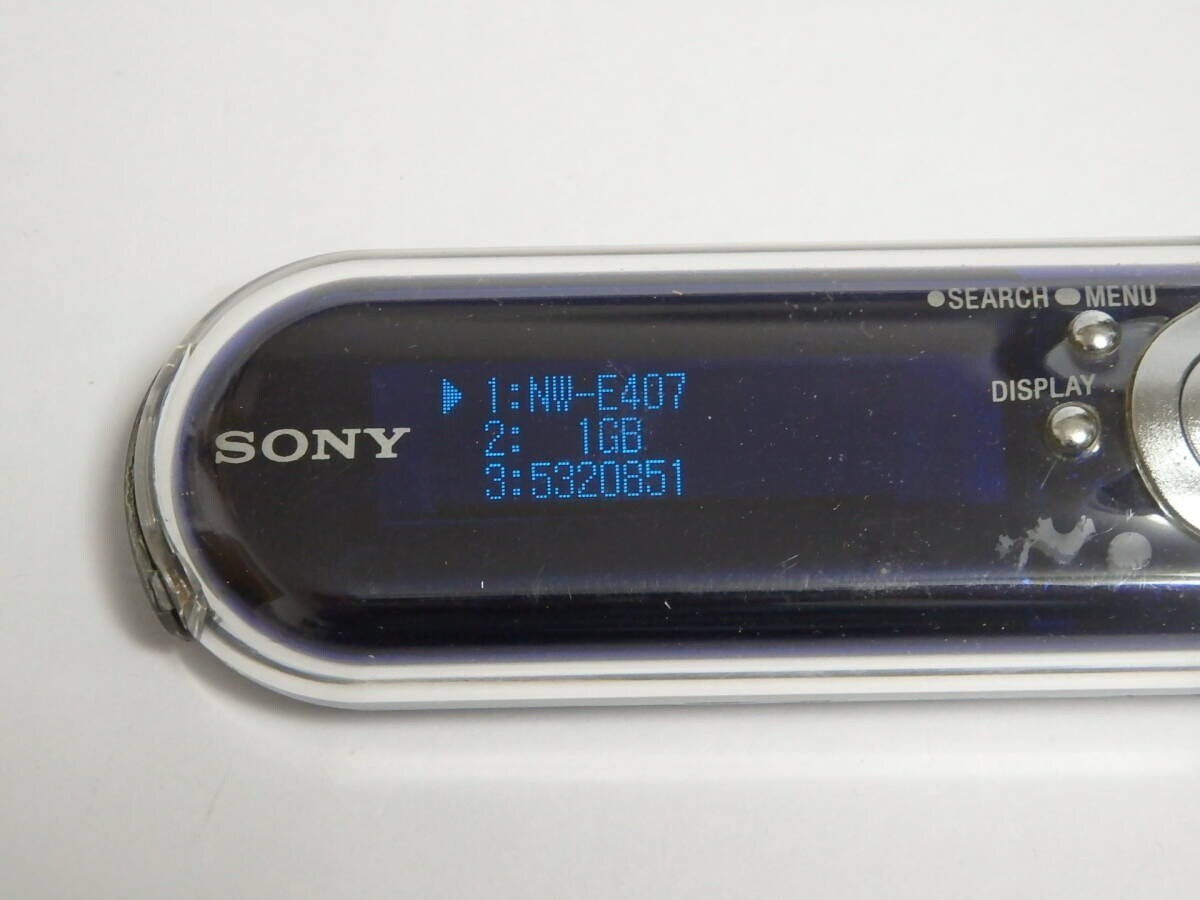 ●SEARCH ●MENU
DISPLAY
SONY
▶ 1:NW-E407
2: 1GB
3:5320851